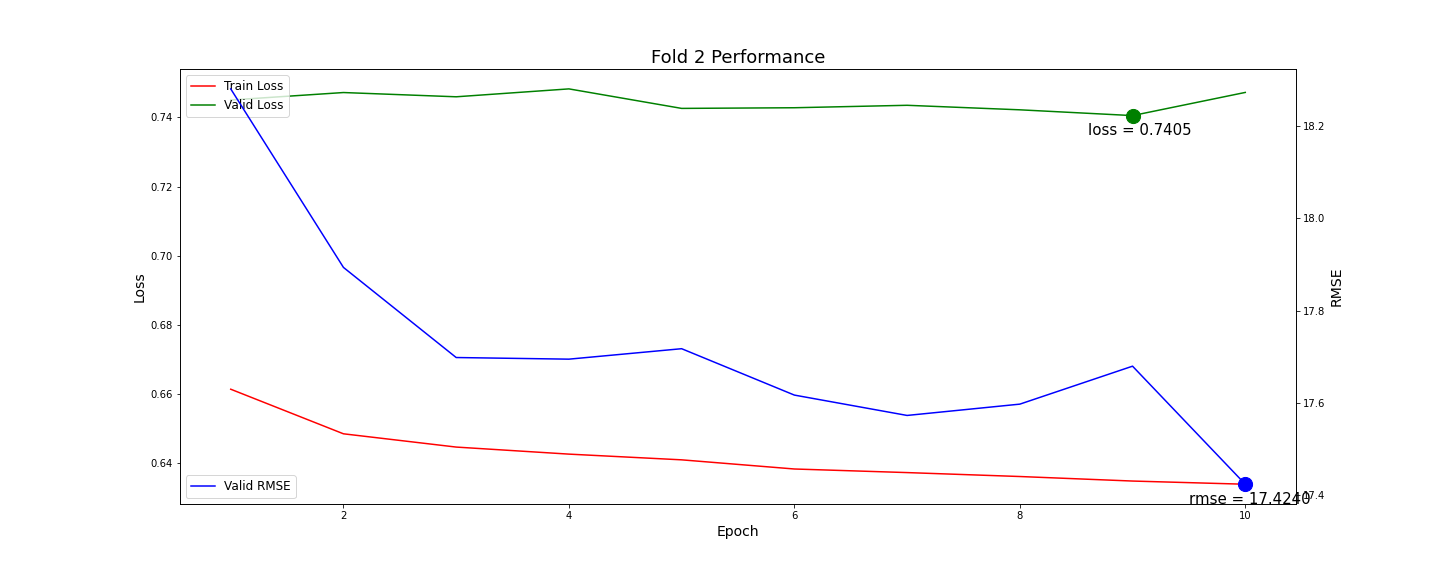 Fold 2 Performance
Train Loss
Valid Loss
0.74
0.72
0.70
0.68
0.66
0.64
Loss
loss = 0.7405
18.2
18.0
17.8
17.6
17.4
RMSE
Valid RMSE
rmse = 17.4240
2
4
6
8
10
Epoch